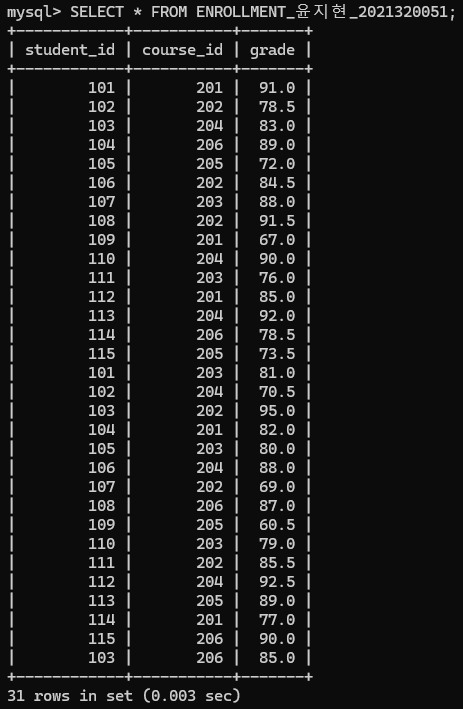 mysql> SELECT * FROM ENROLLMENT_윤지현_2021320051;
+------------+-----------+-------+
| student_id | course_id | grade |
+------------+-----------+-------+
|        101 |       201 |  91.0 |
|        102 |       202 |  78.5 |
|        103 |       204 |  83.0 |
|        104 |       206 |  89.0 |
|        105 |       205 |  72.0 |
|        106 |       202 |  84.5 |
|        107 |       203 |  88.0 |
|        108 |       202 |  91.5 |
|        109 |       201 |  67.0 |
|        110 |       204 |  90.0 |
|        111 |       203 |  76.0 |
|        112 |       201 |  85.0 |
|        113 |       204 |  92.0 |
|        114 |       206 |  78.5 |
|        115 |       205 |  73.5 |
|        101 |       203 |  81.0 |
|        102 |       204 |  70.5 |
|        103 |       202 |  95.0 |
|        104 |       201 |  82.0 |
|        105 |       203 |  80.0 |
|        106 |       204 |  88.0 |
|        107 |       202 |  69.0 |
|        108 |       206 |  87.0 |
|        109 |       205 |  60.5 |
|        110 |       203 |  79.0 |
|        111 |       202 |  85.5 |
|        112 |       204 |  92.5 |
|        113 |       205 |  89.0 |
|        114 |       201 |  77.0 |
|        115 |       206 |  90.0 |
|        103 |       206 |  85.0 |
+------------+-----------+-------+
31 rows in set (0.003 sec)